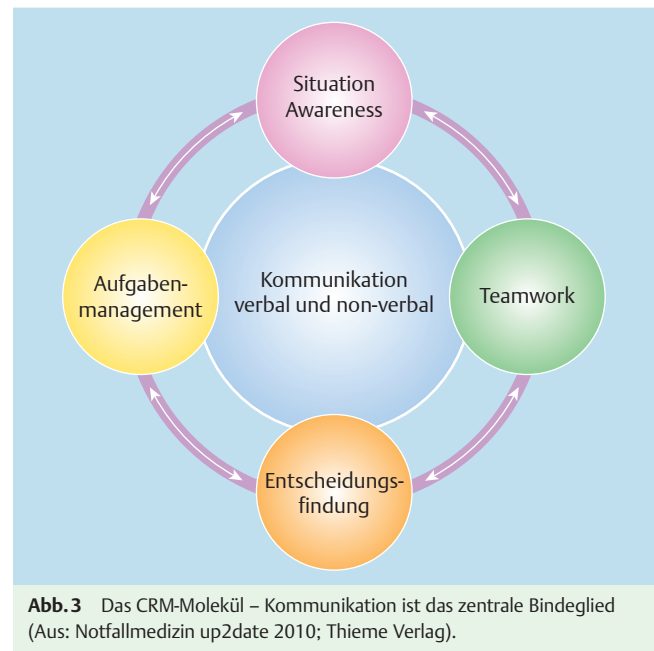 Situation
Awareness
Aufgaben-
management
Kommunikation
verbal und non-verbal
Teamwork
Entscheidungs-
findung
Abb. 3 Das CRM-Molekül – Kommunikation ist das zentrale Bindeglied
(Aus: Notfallmedizin up2date 2010; Thieme Verlag).